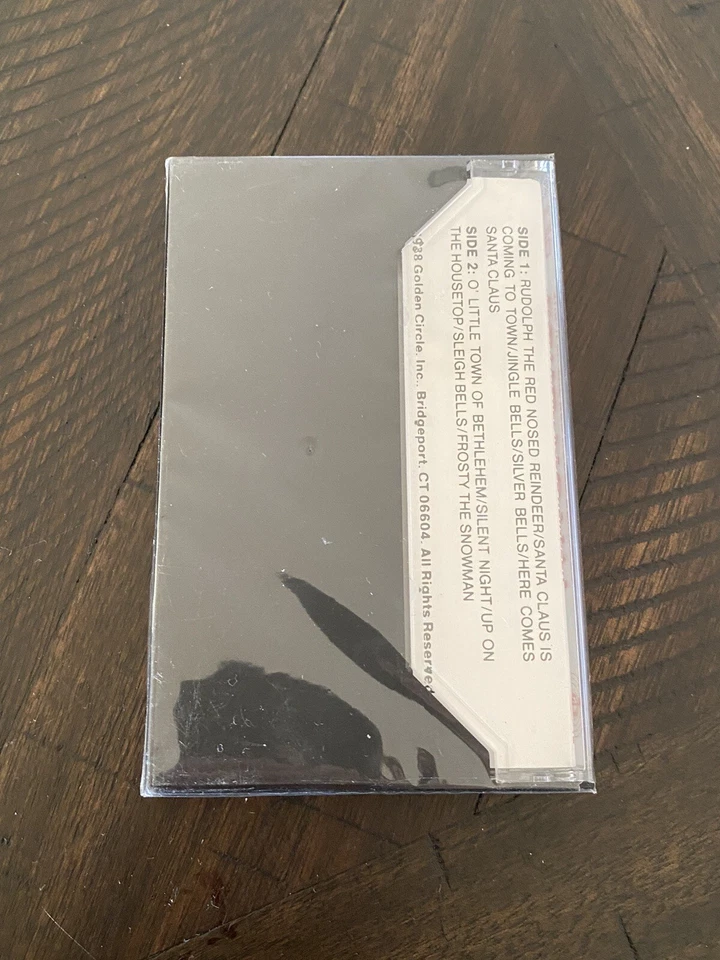 SIDE 1: RUDOLPH THE RED NOSED REINDEER/SANTA CLAUS IS
COMING TO TOWN/JINGLE BELLS/SILVER BELLS/HERE COMES
SANTA CLAUS
SIDE 2: O' LITTLE TOWN OF BETHLEHEM/SILENT NIGHT/UP ON
THE HOUSETOP/SLEIGH BELLS/FROSTY THE SNOWMAN
Golden Circle, Inc., Bridgeport, CT 06604. All Rights Reserved